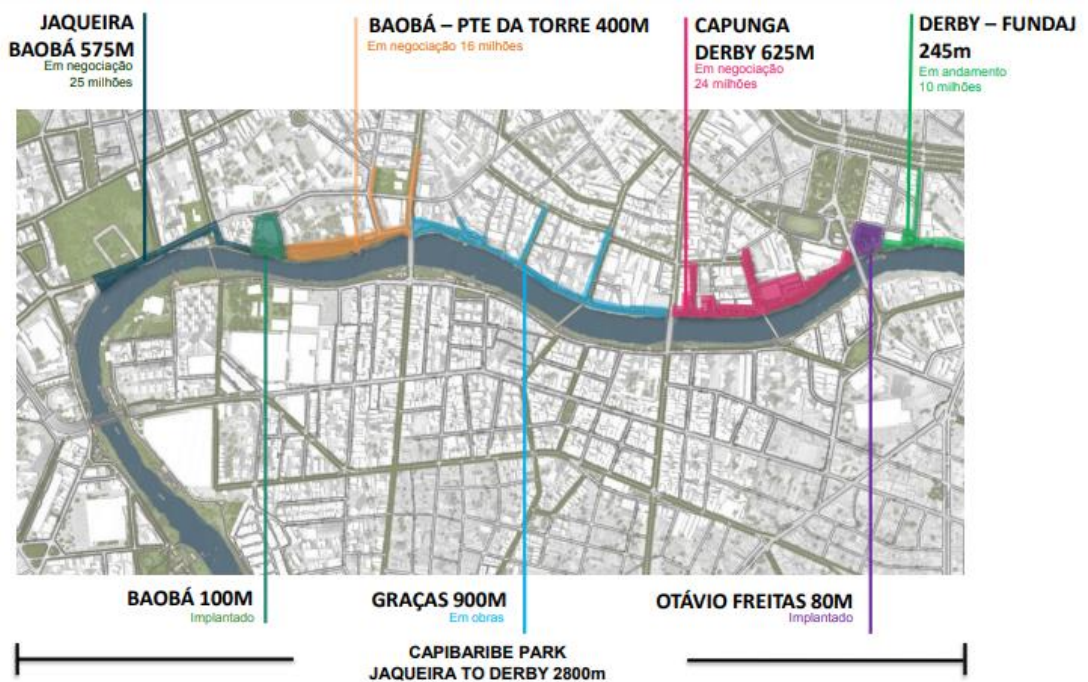 JAQUEIRA
BAOBÁ 575M
Em negociação
25 milhões
BAOBÁ – PTE DA TORRE 400M
Em negociação 16 milhões
CAPUNGA
DERBY 625M
Em negociação
24 milhões
DERBY – FUNDAJ
245m
Em andamento
10 milhões
BAOBÁ 100M
Implantado
GRAÇAS 900M
Em obras
OTÁVIO FREITAS 80M
Implantado
CAPIBARIBE PARK
JAQUEIRA TO DERBY 2800m